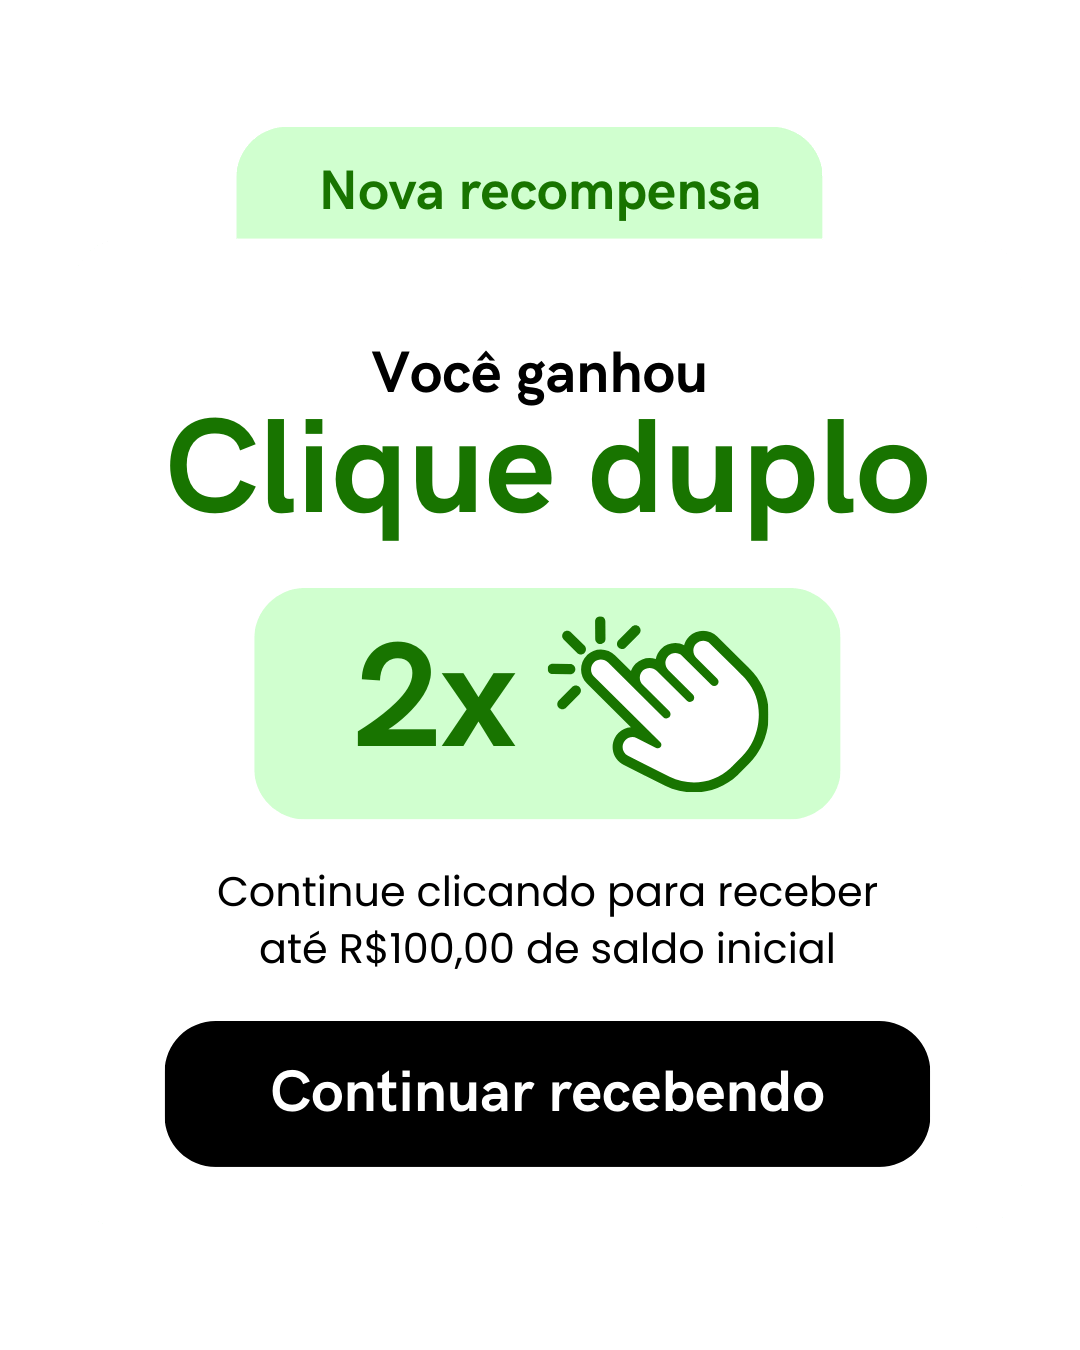 Nova recompensa
Você ganhou
Clique duplo
2x
Continue clicando para receber
até R$100,00 de saldo inicial
Continuar recebendo